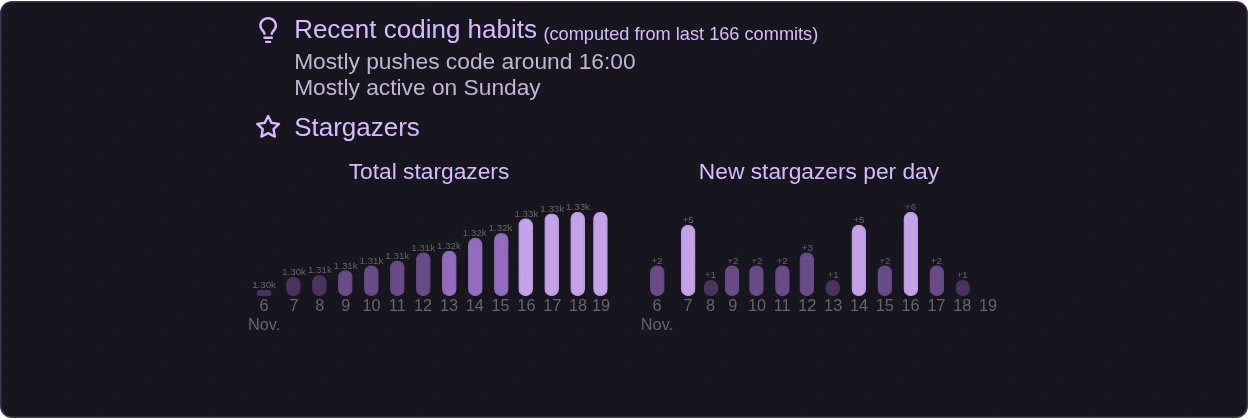 Recent coding habits (computed from last 166 commits)
Mostly pushes code around 16:00
Mostly active on Sunday
Stargazers
Total stargazers
1.30k 1.30k 1.31k 1.31k 1.31k 1.31k 1.31k 1.32k 1.32k 1.32k 1.33k 1.33k 1.33k
6 7 8 9 10 11 12 13 14 15 16 17 18 19
Nov.
New stargazers per day
+2 +5 +1 +2 +2 +2 +3 +1 +5 +2 +6 +2 +1
6 7 8 9 10 11 12 13 14 15 16 17 18 19
Nov.